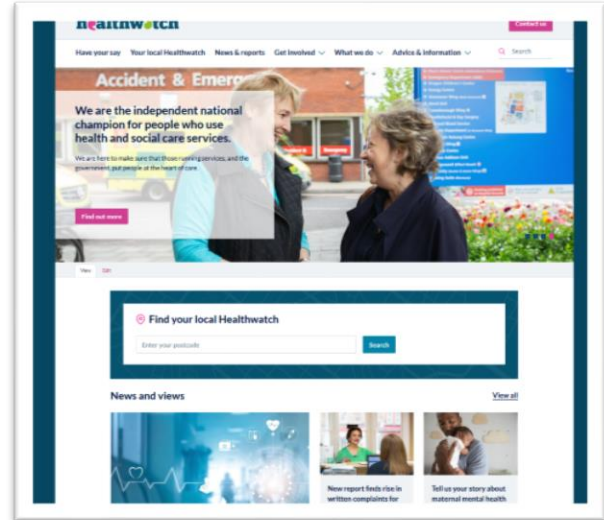 healthwatch
Contact us
Have your say Your local Healthwatch News & reports Get involved What we do Advice & information Search
Accident & Emerge
We are the independent national
champion for people who use
health and social care services.
We are here to make sure that those running services, and the
government, put people at the heart of care.
Find out more
View Edit
Find your local Healthwatch
Enter your postcode
Search
News and views
View all
New report finds rise in
written complaints for
Tell us your story about
maternal mental health